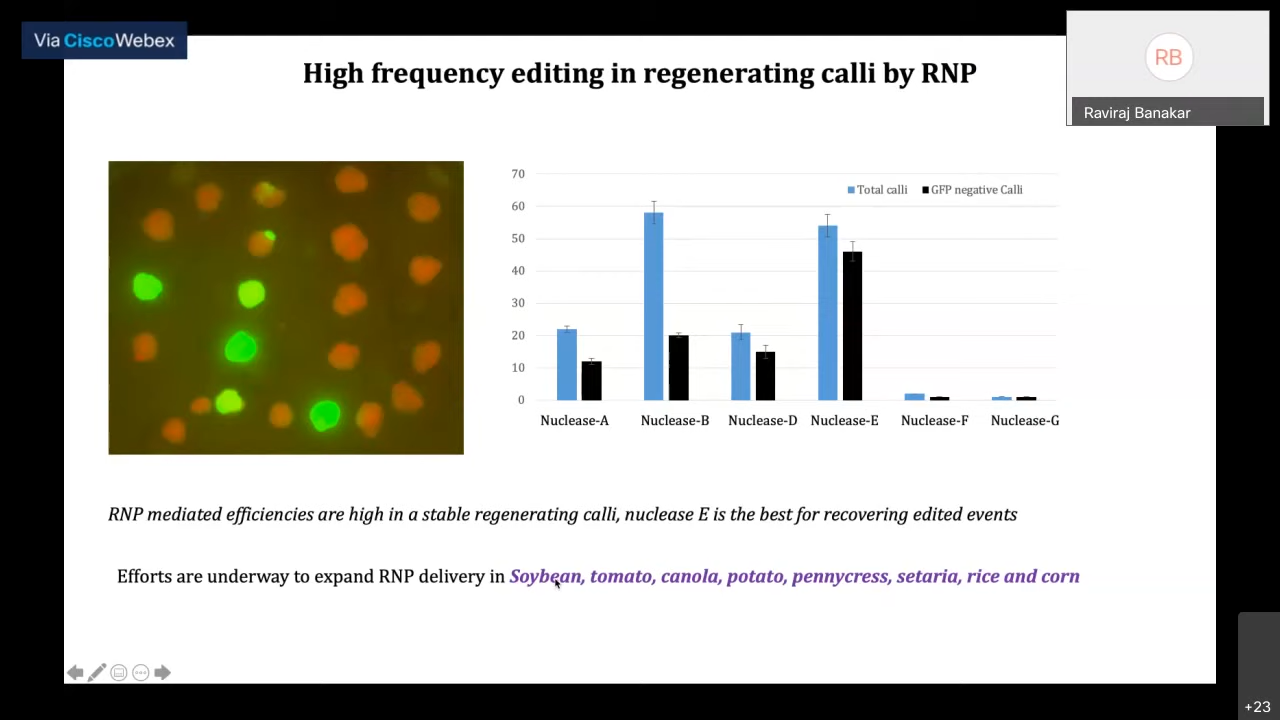 Via Cisco Webex
High frequency editing in regenerating calli by RNP
RB
Raviraj Banakar
70
60
50
40
30
20
10
0
Total calli
GFP negative Calli
Nuclease-A
Nuclease-B
Nuclease-D
Nuclease-E
Nuclease-F
Nuclease-G
RNP mediated efficiencies are high in a stable regenerating calli, nuclease E is the best for recovering edited events
Efforts are underway to expand RNP delivery in Soybean, tomato, canola, potato, pennycress, setaria, rice and corn
+23